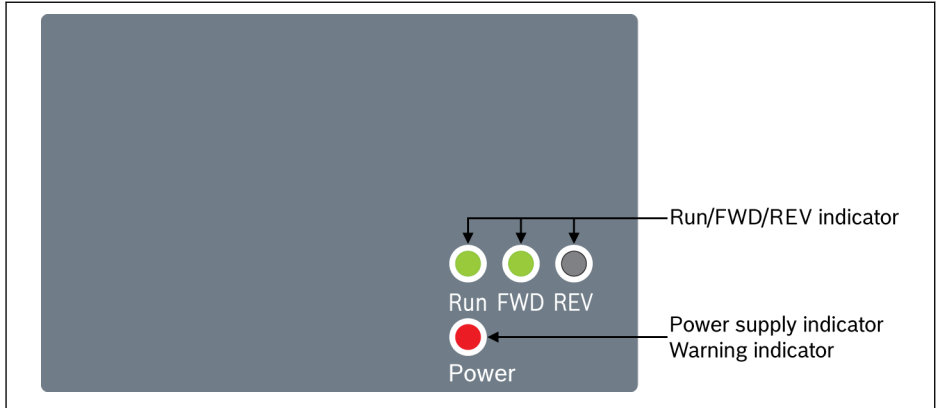 Run/FWD/REV indicator
Run FWD REV
Power supply indicator
Warning indicator
Power